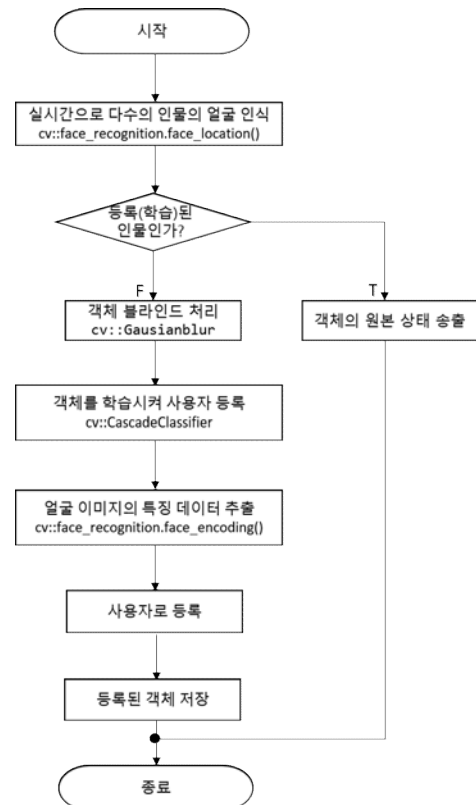 시작
실시간으로 다수의 인물의 얼굴 인식
cv::face_recognition.face_location()
등록(학습)된
인물인가?
F
T
객체 블라인드 처리
cv::Gausianblur
객체의 원본 상태 송출
객체를 학습시켜 사용자 등록
cv::CascadeClassifier
얼굴 이미지의 특징 데이터 추출
cv::face_recognition.face_encoding()
사용자로 등록
등록된 객체 저장
종료